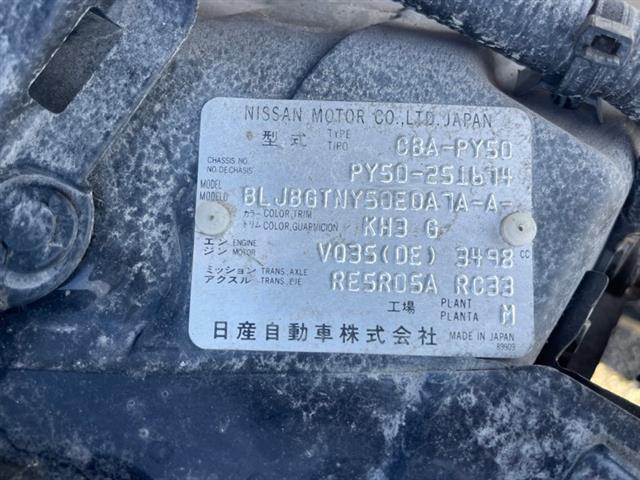 NISSAN MOTOR CO.,LTD.JAPAN
型式 TYPE TIPO CBA-PY50
CHASSIS NO. NO.DE CHASIS PY50-251674
MODEL MODELO BLJBGTNY50EDA7A-A-
カラー COLOR,TRIM
トリム COLOR,GUARNICION KH3 G
エンジン ENGINE MOTOR VQ35(DE) 3498 cc
ミッション TRANS.AXLE
アクスル TRANS.EJE RE5R05A RC33
工場 PLANT PLANTA M
日産自動車株式会社 MADE IN JAPAN
89909